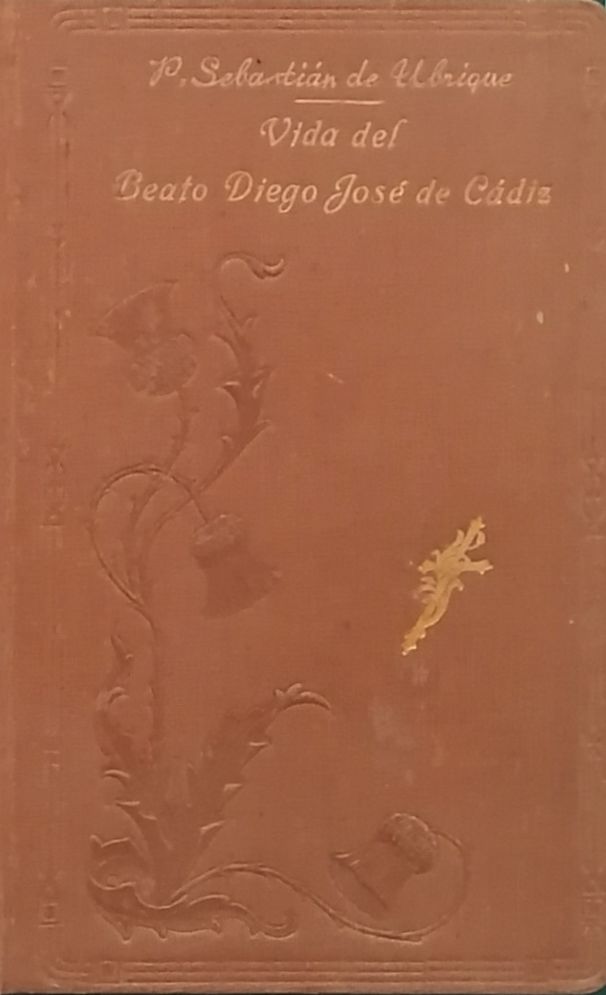 P. Sebastián de Ubrique
Vida del
Beato Diego José de Cádiz